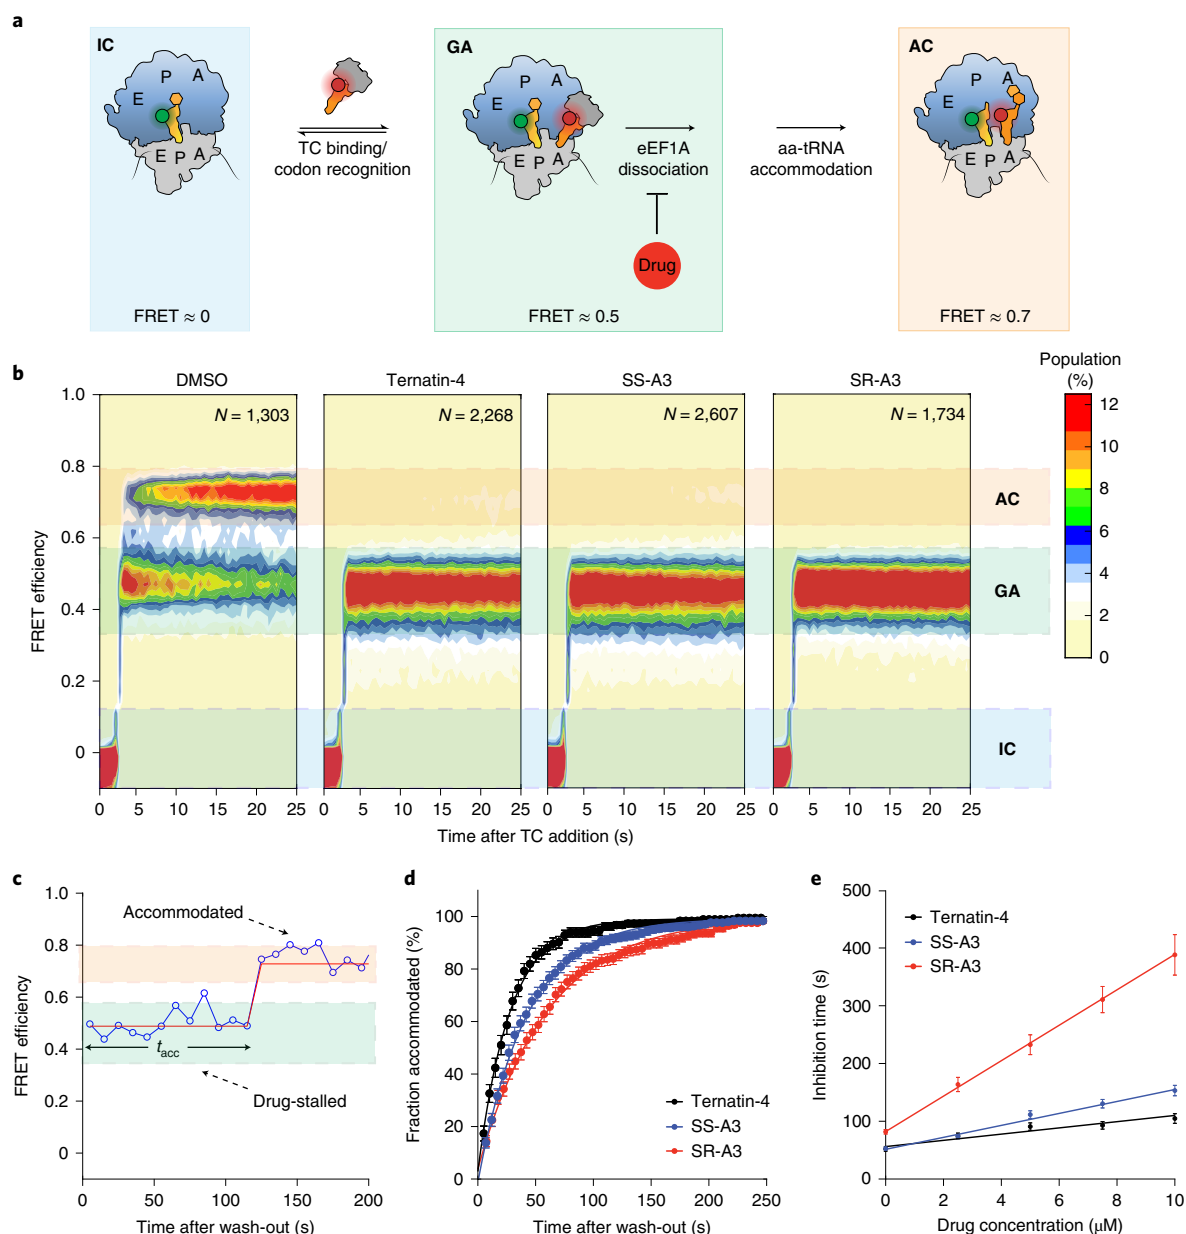 a
IC
P A
E
E P A
TC binding/
codon recognition
GA
P A
E
E P A
eEF1A
dissociation
Drug
aa-tRNA
accommodation
AC
P A
E
E P A
FRET ≈ 0
FRET ≈ 0.5
FRET ≈ 0.7
b
DMSO
Ternatin-4
SS-A3
SR-A3
Population
(%)
N = 1,303
N = 2,268
N = 2,607
N = 1,734
1.0
0.8
0.6
0.4
0.2
0
FRET efficiency
AC
GA
IC
12
10
8
6
4
2
0
0 5 10 15 20 25
0 5 10 15 20 25
0 5 10 15 20 25
0 5 10 15 20 25
Time after TC addition (s)
c
1.0
0.8
0.6
0.4
0.2
0
FRET efficiency
Accommodated
tacc
Drug-stalled
0 50 100 150 200
Time after wash-out (s)
d
100
80
60
40
20
0
Fraction accommodated (%)
Ternatin-4
SS-A3
SR-A3
0 50 100 150 200 250
Time after wash-out (s)
e
500
400
300
200
100
0
Inhibition time (s)
Ternatin-4
SS-A3
SR-A3
0 2 4 6 8 10
Drug concentration (μM)